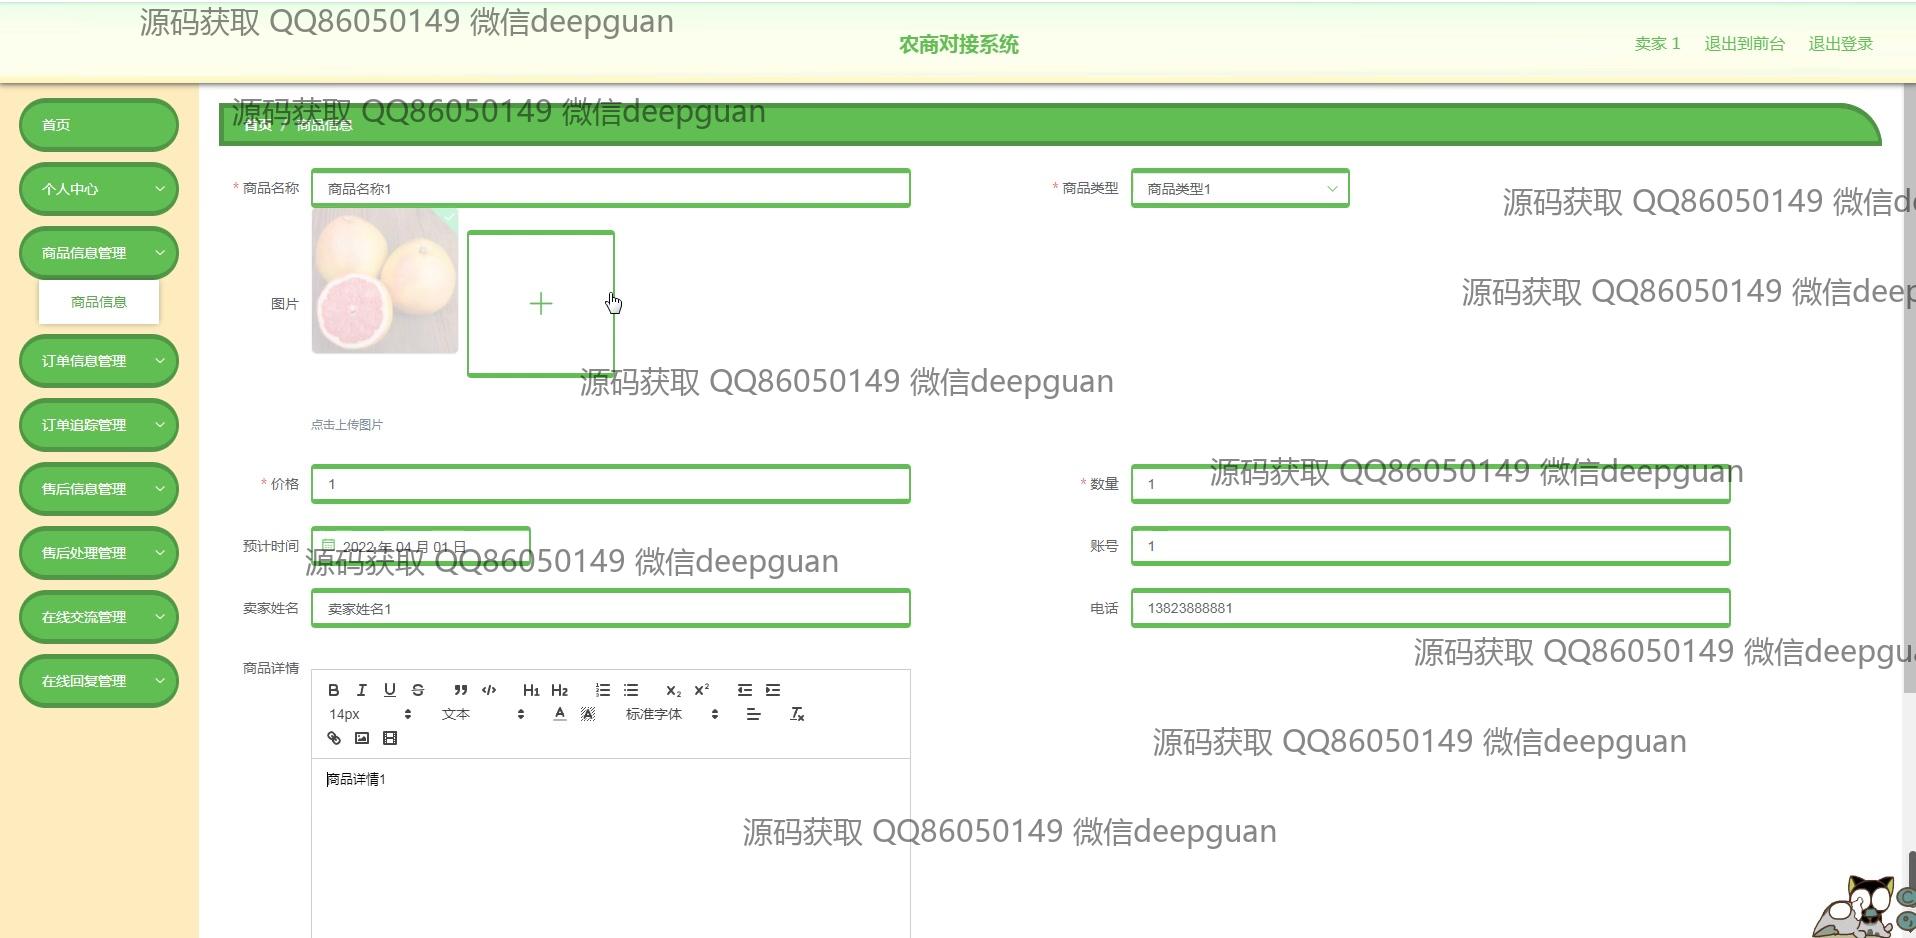 源码获取 QQ86050149 微信deepguan
农商对接系统
卖家 1 退出到前台 退出登录
首页
源码获取 QQ86050149 微信deepguan
首页 / 商品信息
个人中心
* 商品名称 商品名称1
* 商品类型 商品类型1
源码获取 QQ86050149 微信de
商品信息管理
商品信息
图片
源码获取 QQ86050149 微信deep
订单信息管理
源码获取 QQ86050149 微信deepguan
点击上传图片
订单追踪管理
源码获取 QQ86050149 微信deepguan
售后信息管理
* 价格 1
* 数量 1
售后处理管理
预计时间 2022 年 04 月 01 日
账号 1
源码获取 QQ86050149 微信deepguan
在线交流管理
卖家姓名 卖家姓名1
电话 13823888881
源码获取 QQ86050149 微信deepgua
在线回复管理
商品详情
B I U S ” </> H1 H2 X2 X2
14px 文本 A A 标准字体 Tx
源码获取 QQ86050149 微信deepguan
商品详情1
源码获取 QQ86050149 微信deepguan